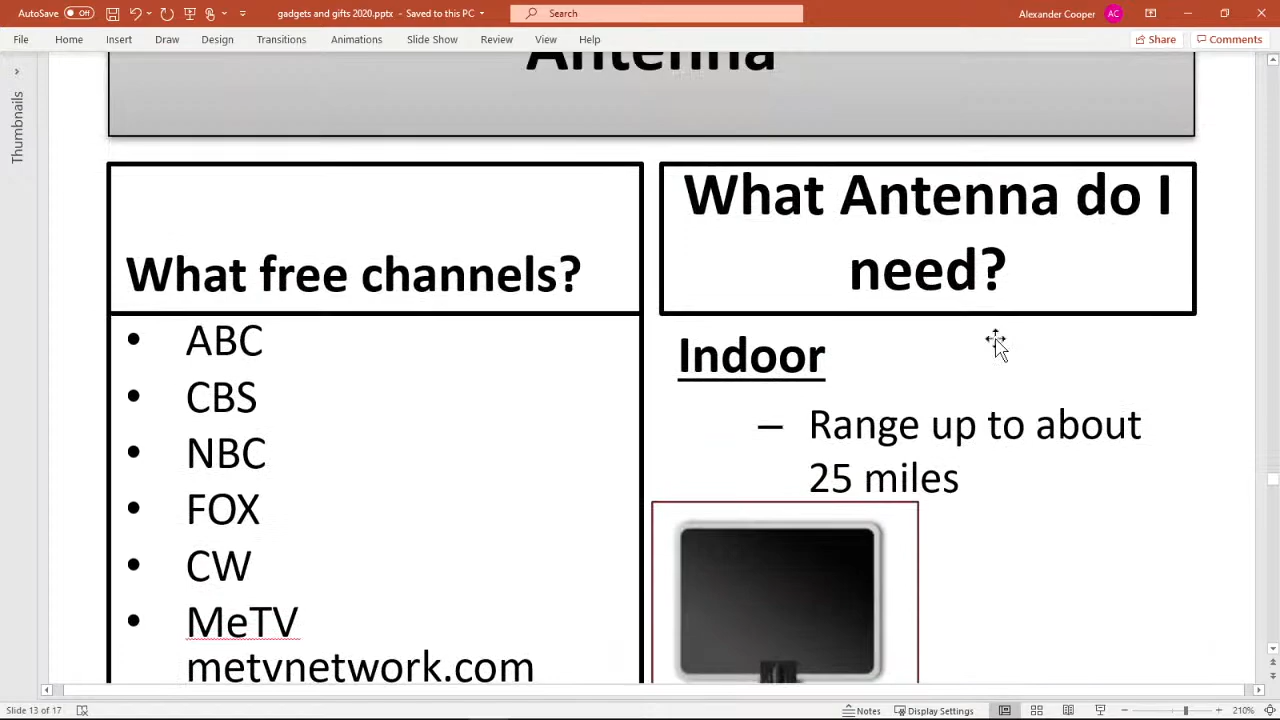 AutoSave Off
gadgets and gifts 2020.pptx - Saved to this PC
Search
Alexander Cooper
AC
File Home Insert Draw Design Transitions Animations Slide Show Review View Help
Share
Comments
Thumbnails
Antenna
What free channels?
• ABC
• CBS
• NBC
• FOX
• CW
• MeTV
metvnetwork.com
What Antenna do I
need?
Indoor
– Range up to about
25 miles
Slide 13 of 17
Notes
Display Settings
210%